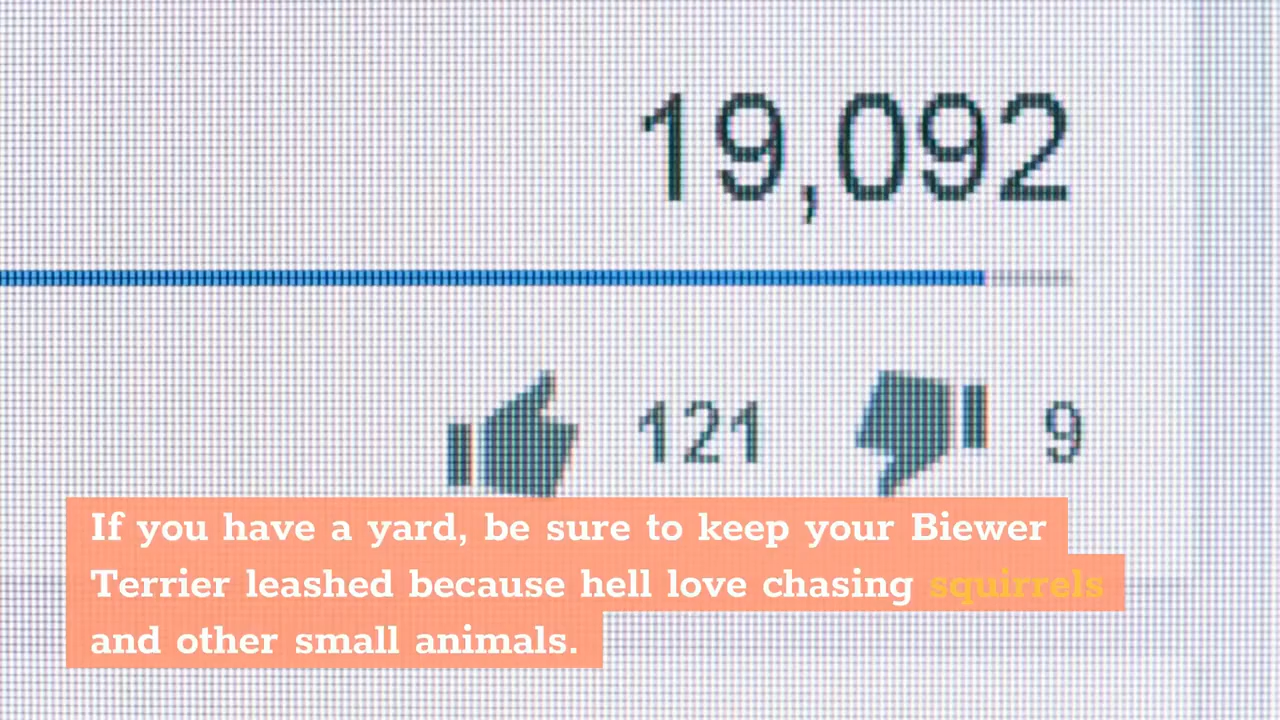 19,092
121 9
If you have a yard, be sure to keep your Biewer
Terrier leashed because hell love chasing squirrels
and other small animals.